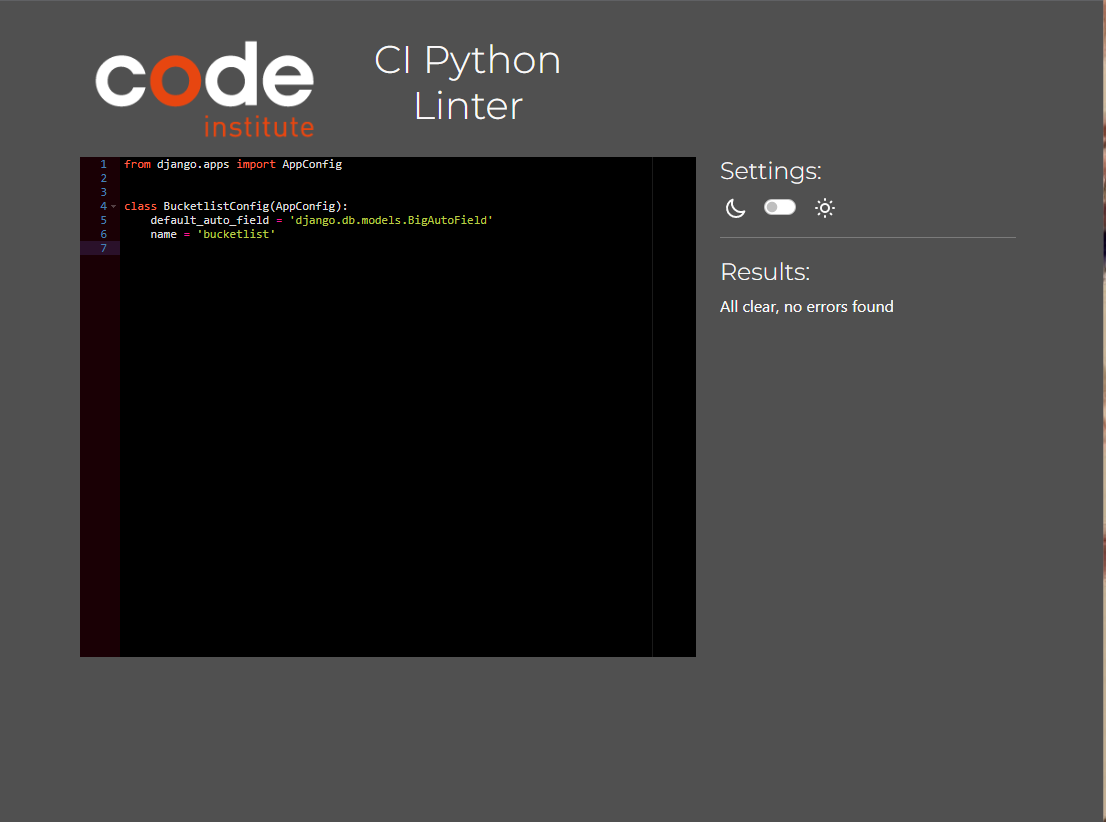 code
institute
CI Python
Linter
1 from django.apps import AppConfig
2
3
4 class BucketlistConfig(AppConfig):
5     default_auto_field = 'django.db.models.BigAutoField'
6     name = 'bucketlist'
7
Settings:
Results:
All clear, no errors found